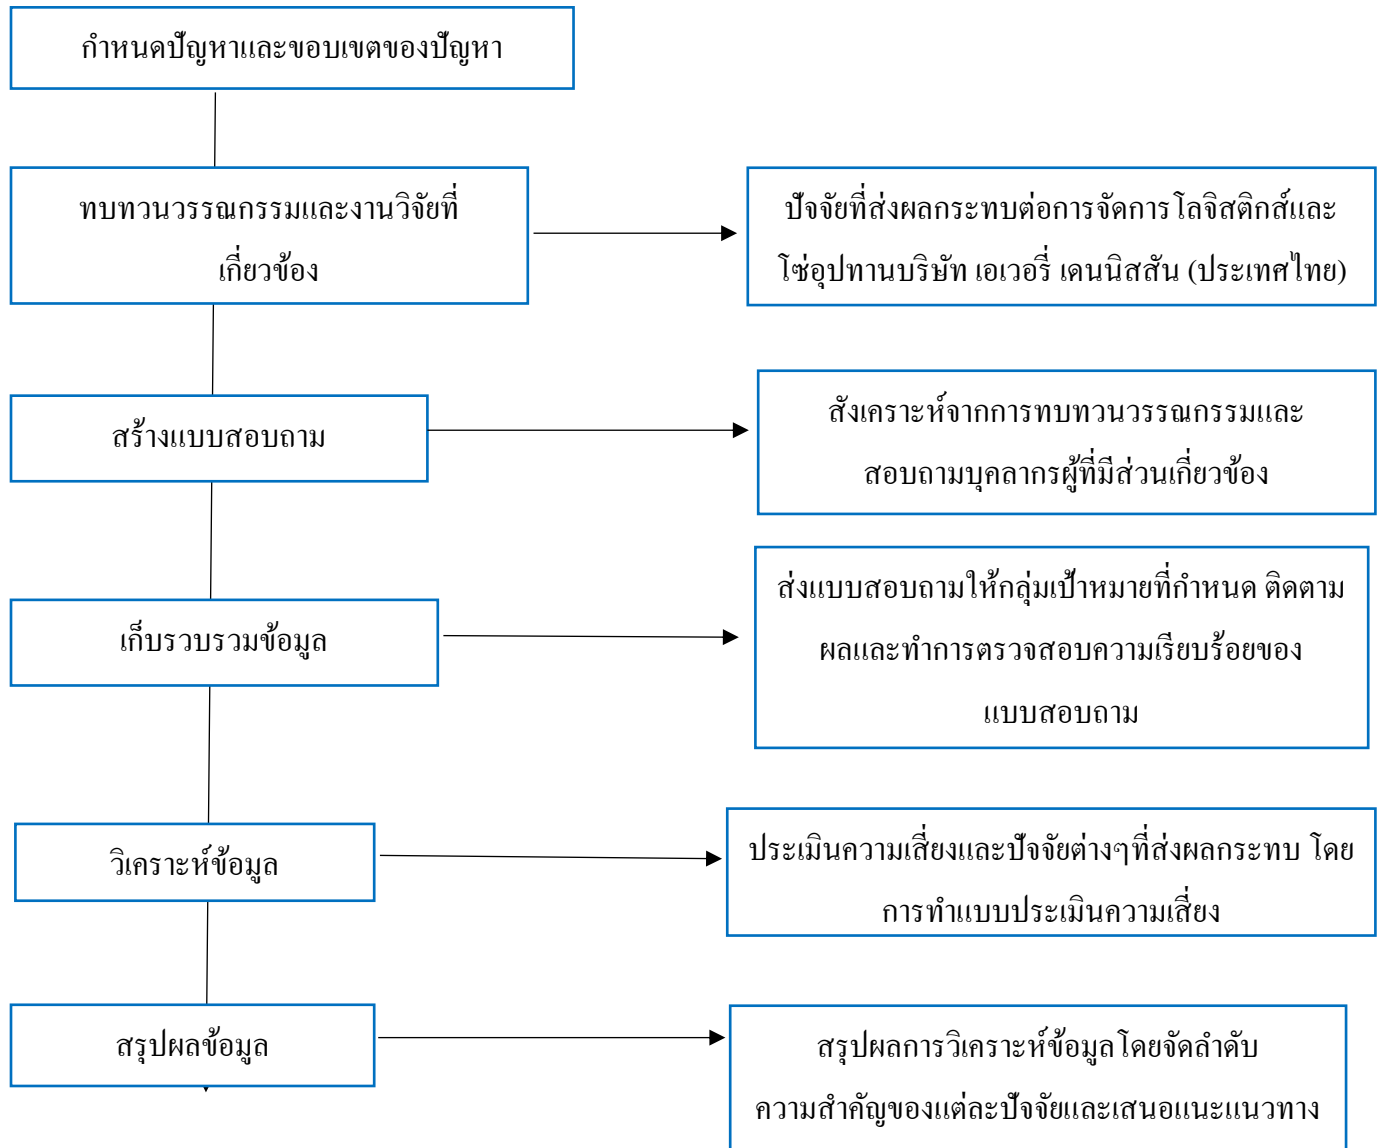 กำหนดปัญหาและขอบเขตของปัญหา
ทบทวนวรรณกรรมและงานวิจัยที่
เกี่ยวข้อง
ปัจจัยที่ส่งผลกระทบต่อการจัดการโลจิสติกส์และ
โซ่อุปทานบริษัท เอเวอรี่ เดนนิสสัน (ประเทศไทย)
สร้างแบบสอบถาม
สังเคราะห์จากการทบทวนวรรณกรรมและ
สอบถามบุคลากรผู้ที่มีส่วนเกี่ยวข้อง
เก็บรวบรวมข้อมูล
ส่งแบบสอบถามให้กลุ่มเป้าหมายที่กำหนด ติดตาม
ผลและทำการตรวจสอบความเรียบร้อยของ
แบบสอบถาม
วิเคราะห์ข้อมูล
ประเมินความเสี่ยงและปัจจัยต่างๆที่ส่งผลกระทบ โดย
การทำแบบประเมินความเสี่ยง
สรุปผลข้อมูล
สรุปผลการวิเคราะห์ข้อมูลโดยจัดลำดับ
ความสำคัญของแต่ละปัจจัยและเสนอแนะแนวทาง